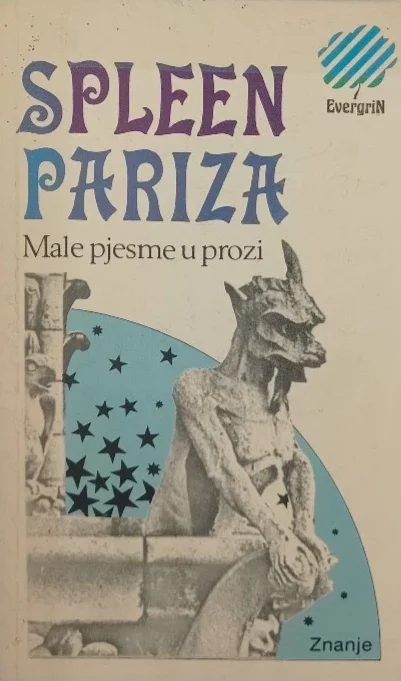 SPLEEN
PARIZA
EvergriN
Male pjesme u prozi
Znanje